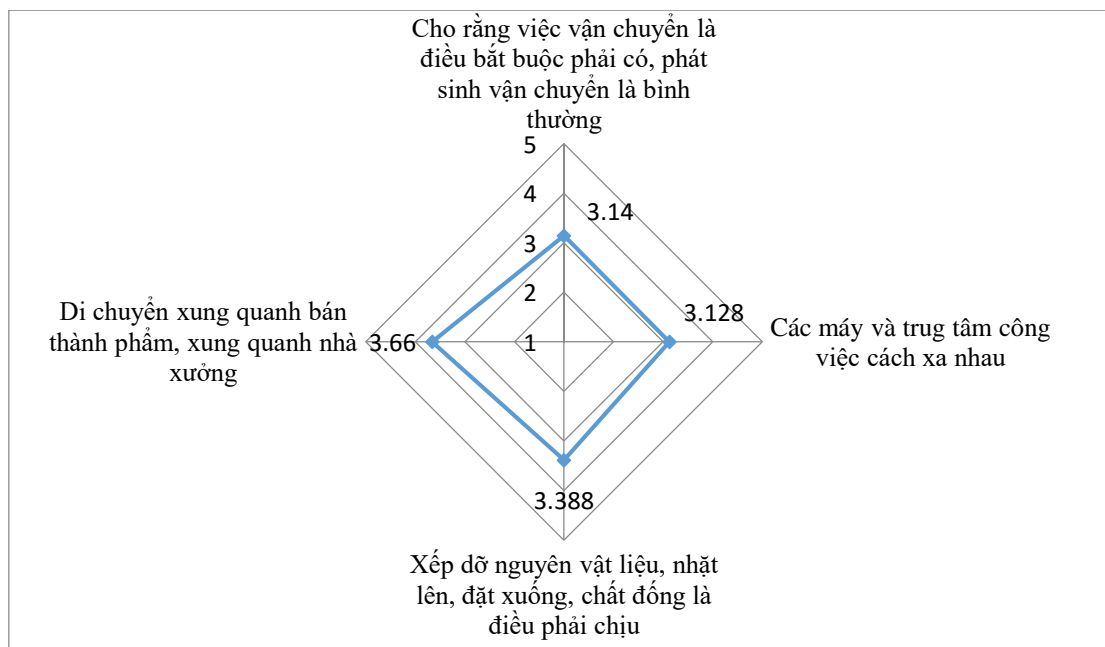 Cho rằng việc vận chuyển là
điều bắt buộc phải có, phát
sinh vận chuyển là bình
thường
5
4
3.14
3
2
3.128
Di chuyển xung quanh bán
thành phẩm, xung quanh nhà
xưởng
3.66
1
Các máy và trug tâm công
việc cách xa nhau
3.388
Xếp dỡ nguyên vật liệu, nhặt
lên, đặt xuống, chất đống là
điều phải chịu